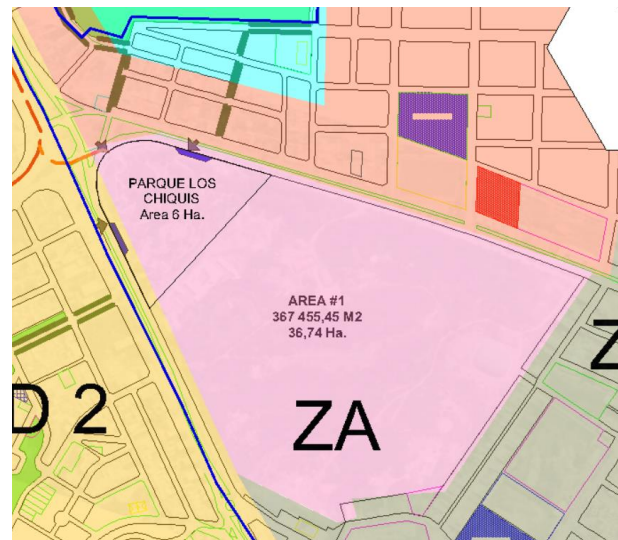 PARQUE LOS
CHIQUIS
Area 6 Ha.
AREA #1
367 455,45 M2
36,74 Ha.
Z
D 2
ZA